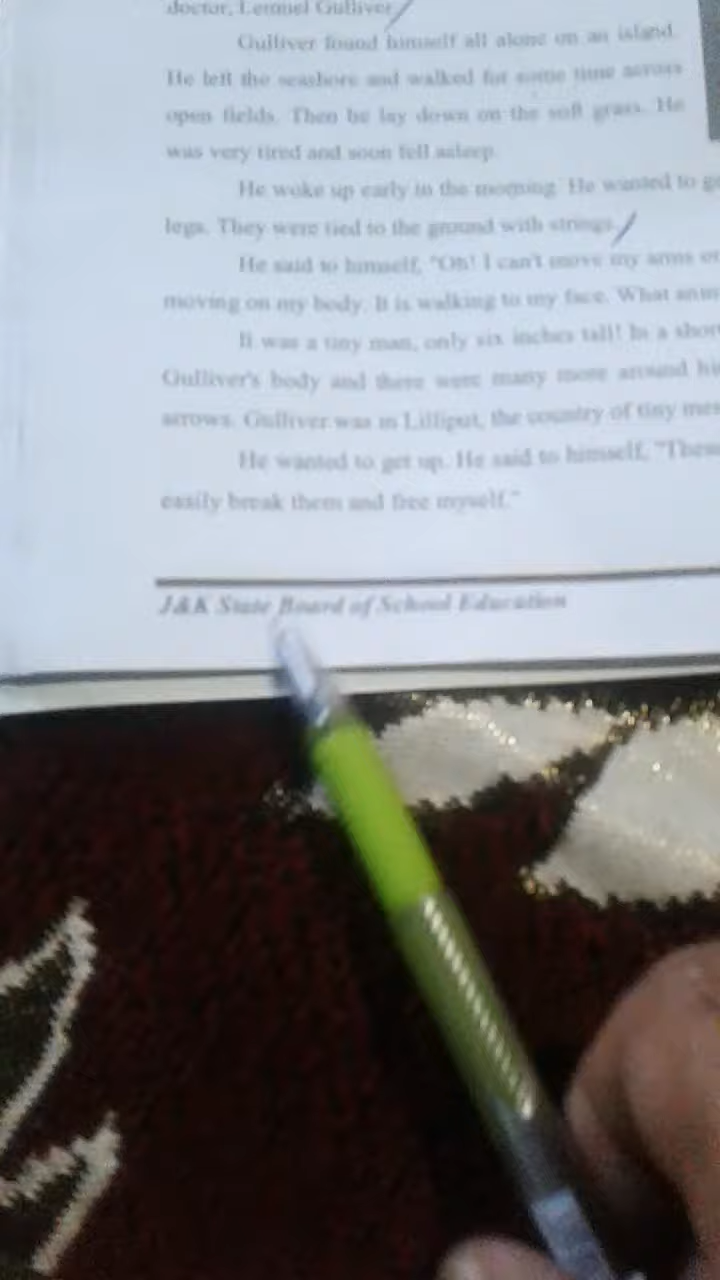 doctor, Lemuel Gulliver
Gulliver found himself all alone on an island.
He left the seashore and walked for some time across
open fields. Then he lay down on the soft grass. He
was very tired and soon fell asleep.
He woke up early in the morning. He wanted to
legs. They were tied to the ground with strings.
He said to himself, "Oh! I can't move my arms
moving on my body. It is walking to my face. What
It was a tiny man, only six inches tall! In a
Gulliver's body and there were many more around
arrows. Gulliver was in Lilliput, the country of tiny
He wanted to get up. He said to himself,
easily break them and free myself."
J&K State Board of School Education